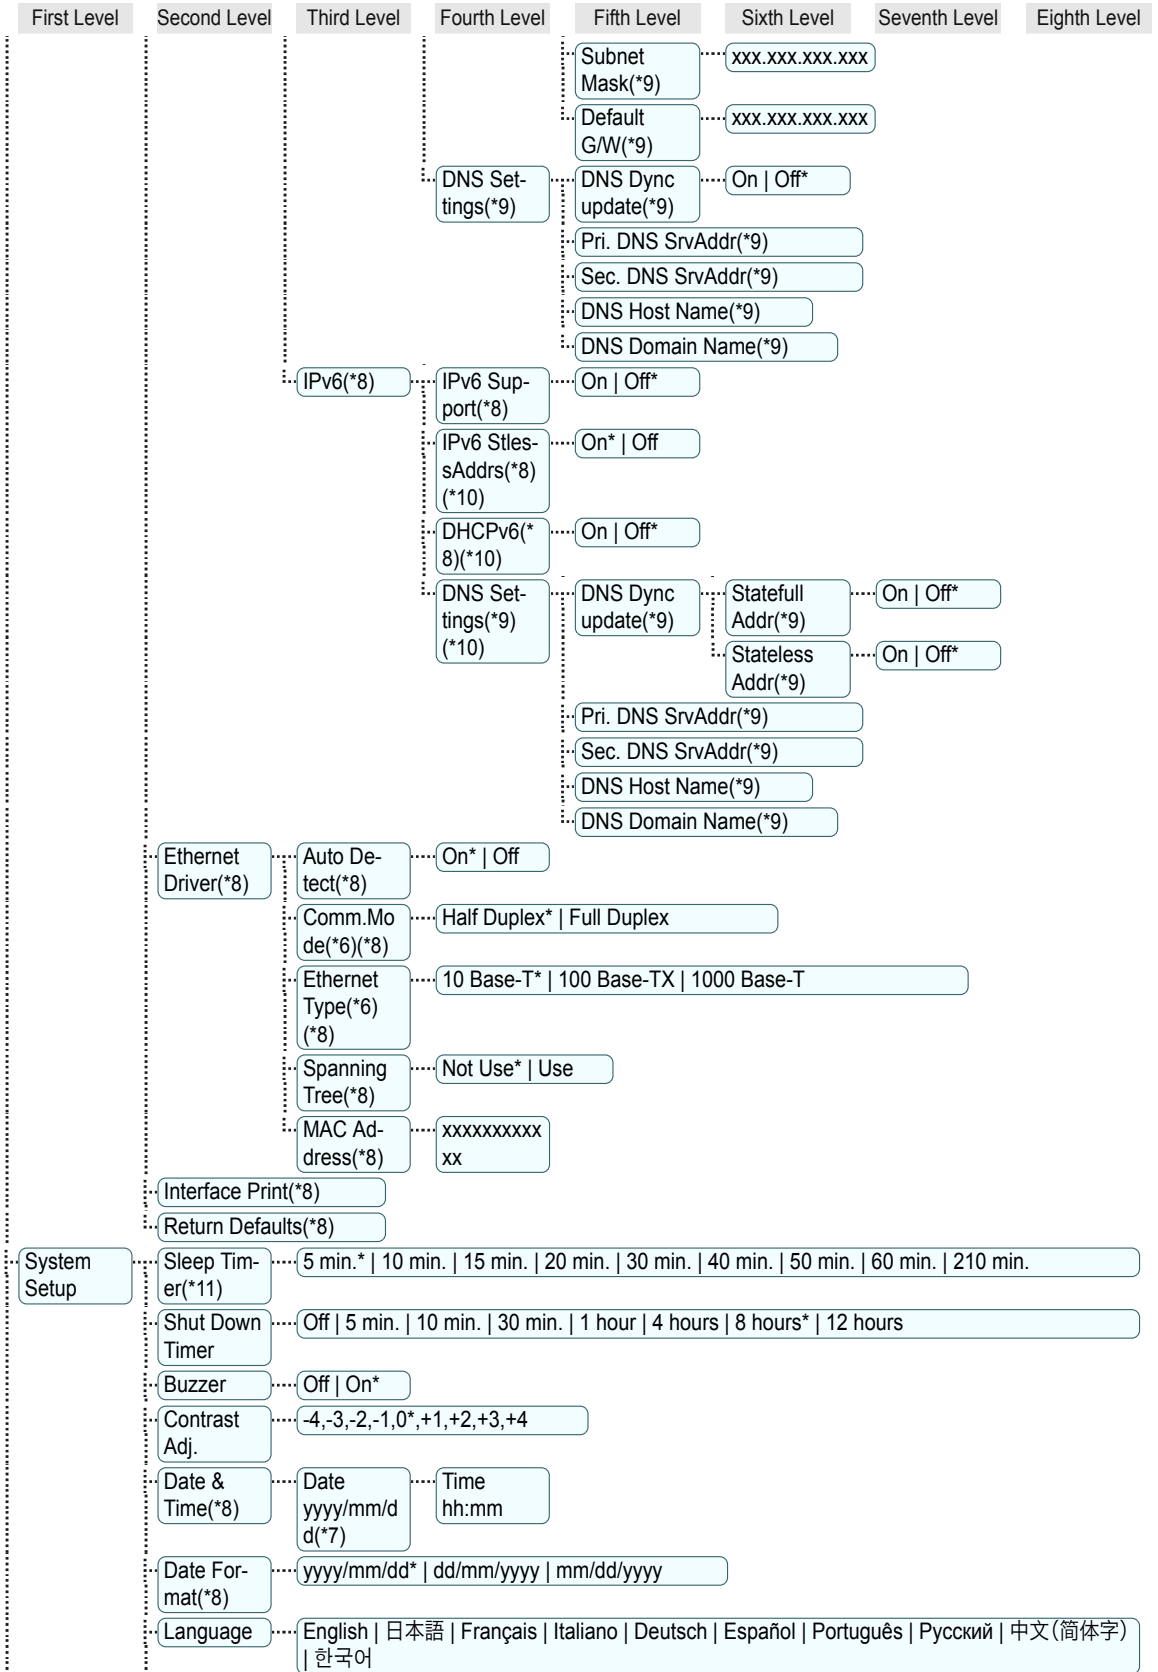 First Level Second Level Third Level Fourth Level Fifth Level Sixth Level Seventh Level Eighth Level
Subnet
Mask(*9)
xxx.xxx.xxx.xxx
Default
G/W(*9)
xxx.xxx.xxx.xxx
DNS Set-
tings(*9)
DNS Dync
update(*9)
On | Off*
Pri. DNS SrvAddr(*9)
Sec. DNS SrvAddr(*9)
DNS Host Name(*9)
DNS Domain Name(*9)
IPv6(*8)
IPv6 Sup-
port(*8)
On | Off*
IPv6 Stles-
sAddrs(*8)
(*10)
On* | Off
DHCPv6(*
8)(*10)
On | Off*
DNS Set-
tings(*9)
(*10)
DNS Dync
update(*9)
Statefull
Addr(*9)
On | Off*
Stateless
Addr(*9)
On | Off*
Pri. DNS SrvAddr(*9)
Sec. DNS SrvAddr(*9)
DNS Host Name(*9)
DNS Domain Name(*9)
Ethernet
Driver(*8)
Auto De-
tect(*8)
On* | Off
Comm.Mo
de(*6)(*8)
Half Duplex* | Full Duplex
Ethernet
Type(*6)
(*8)
10 Base-T* | 100 Base-TX | 1000 Base-T
Spanning
Tree(*8)
Not Use* | Use
MAC Ad-
dress(*8)
xxxxxxxxxx
xx
Interface Print(*8)
Return Defaults(*8)
System
Setup
Sleep Tim-
er(*11)
5 min.* | 10 min. | 15 min. | 20 min. | 30 min. | 40 min. | 50 min. | 60 min. | 210 min.
Shut Down
Timer
Off | 5 min. | 10 min. | 30 min. | 1 hour | 4 hours | 8 hours* | 12 hours
Buzzer
Off | On*
Contrast
Adj.
-4,-3,-2,-1,0*,+1,+2,+3,+4
Date &
Time(*8)
Date
yyyy/mm/d
d(*7)
Time
hh:mm
Date For-
mat(*8)
yyyy/mm/dd* | dd/mm/yyyy | mm/dd/yyyy
Language
English | 日本語 | Français | Italiano | Deutsch | Español | Português | Русский | 中文(简体字)
| 한국어